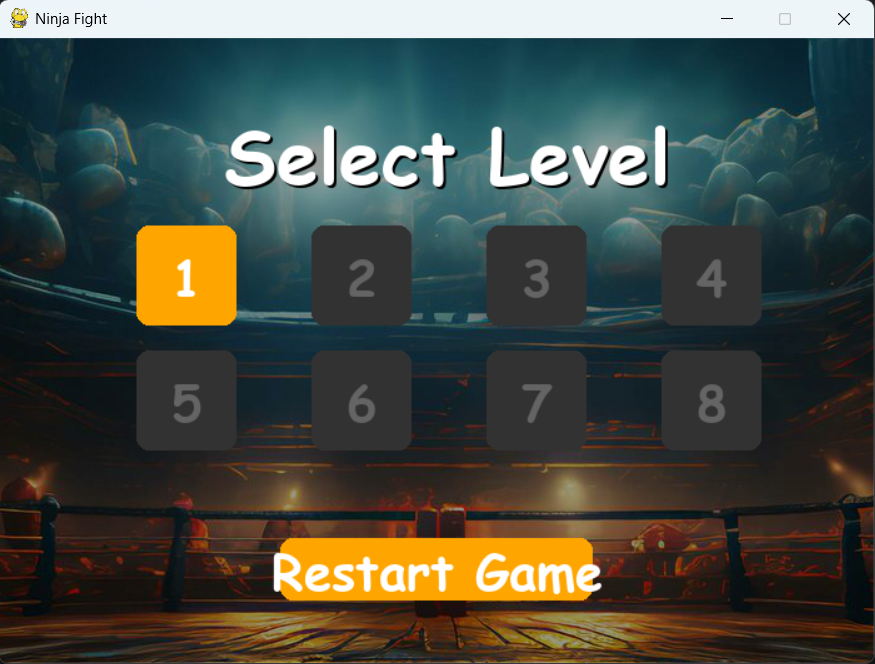 Ninja Fight
Select Level
1 2 3 4
5 6 7 8
Restart Game